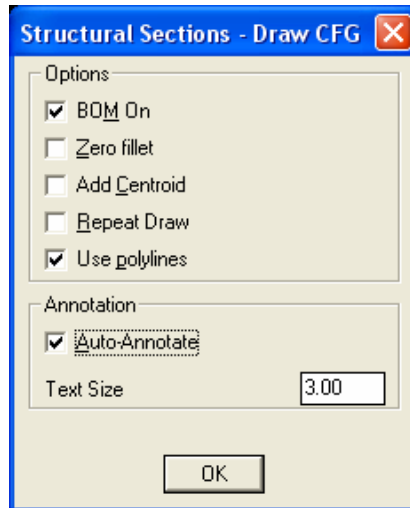 Structural Sections - Draw CFG
Options
BOM On
Zero fillet
Add Centroid
Repeat Draw
Use polylines
Annotation
Auto-Annotate
Text Size 3.00
OK